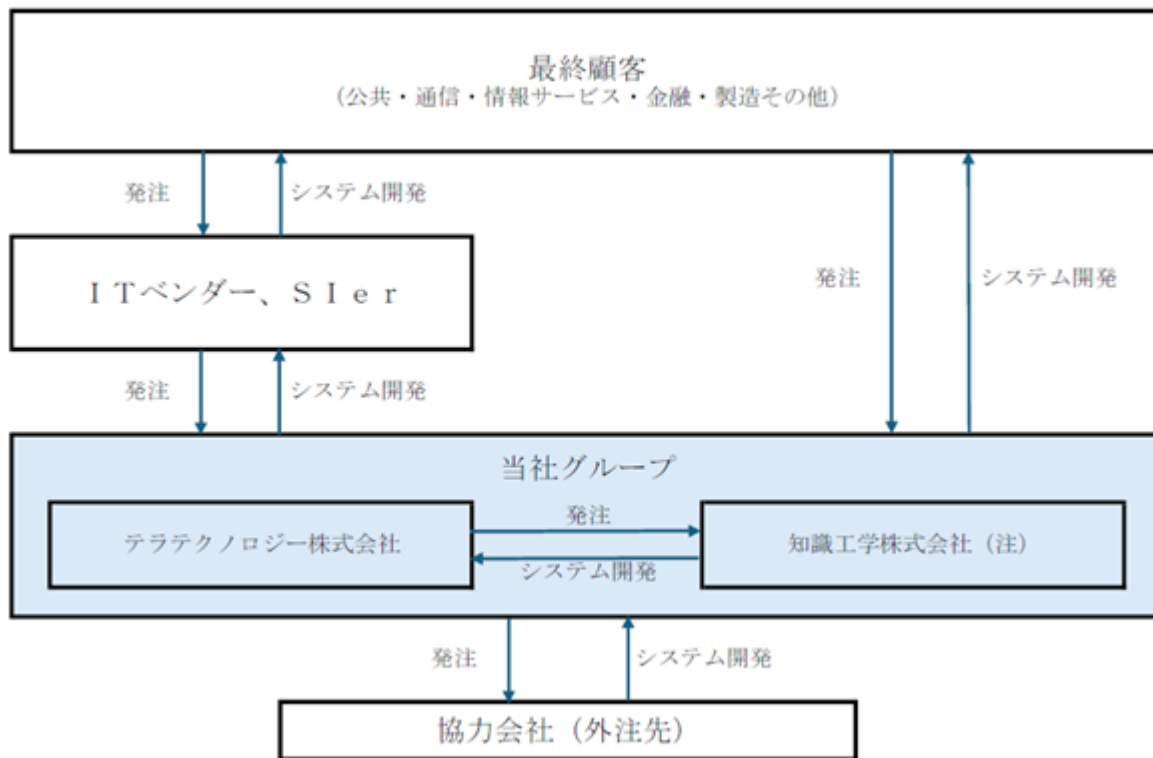 最終顧客
（公共・通信・情報サービス・金融・製造その他）
発注
システム開発
ＩＴベンダー、ＳＩｅｒ
発注
システム開発
発注
システム開発
当社グループ
テラテクノロジー株式会社
発注
システム開発
知識工学株式会社（注）
発注
システム開発
協力会社（外注先）